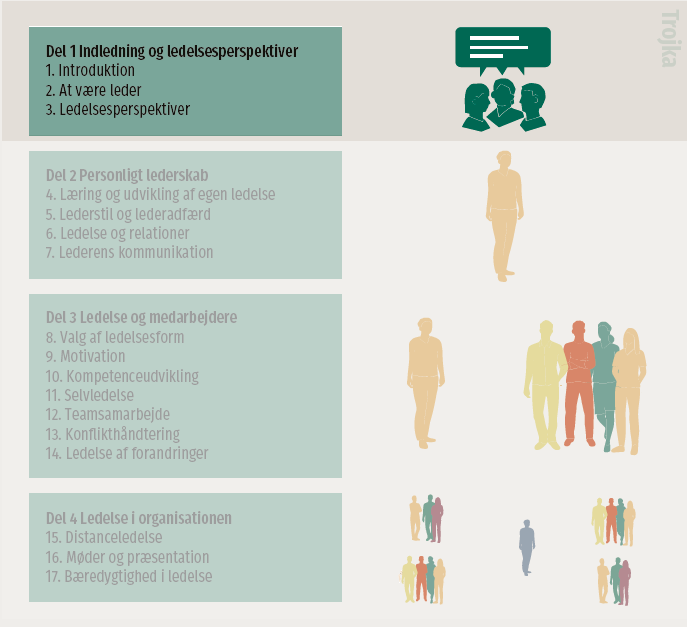 Trojka
Del 1 Indledning og ledelsesperspektiver
1. Introduktion
2. At være leder
3. Ledelsesperspektiver
Del 2 Personligt lederskab
4. Læring og udvikling af egen ledelse
5. Lederstil og lederadfærd
6. Ledelse og relationer
7. Lederens kommunikation
Del 3 Ledelse og medarbejdere
8. Valg af ledelsesform
9. Motivation
10. Kompetenceudvikling
11. Selvledelse
12. Teamsamarbejde
13. Konflikthåndtering
14. Ledelse af forandringer
Del 4 Ledelse i organisationen
15. Distanceledelse
16. Møder og præsentation
17. Bæredygtighed i ledelse